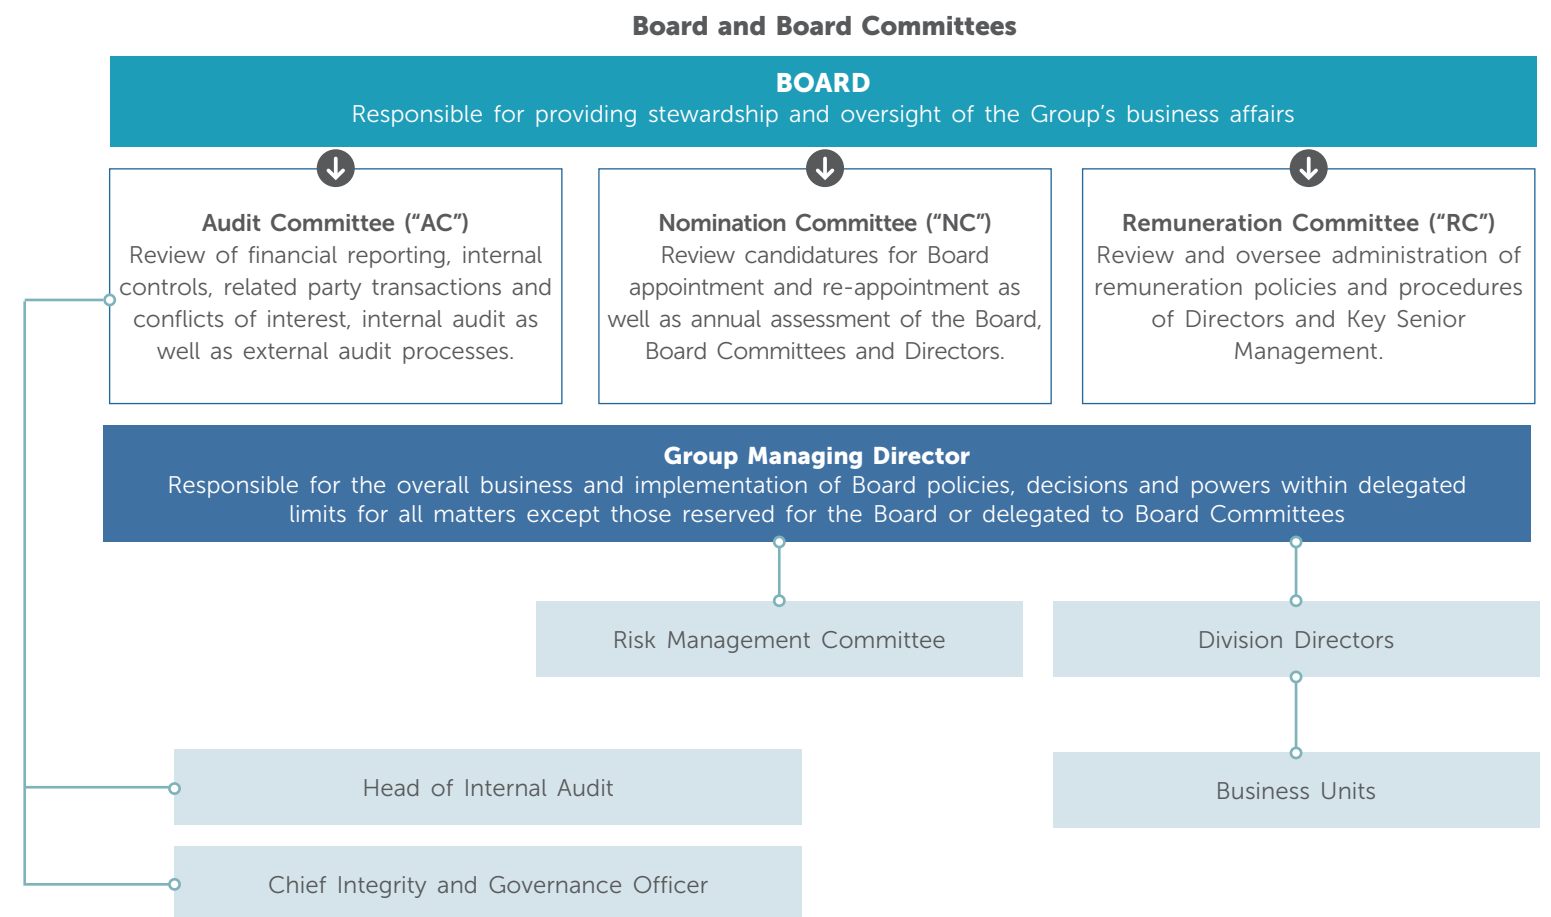 Board and Board Committees
BOARD
Responsible for providing stewardship and oversight of the Group’s business affairs
Audit Committee (“AC”)
Review of financial reporting, internal
controls, related party transactions and
conflicts of interest, internal audit as
well as external audit processes.
Nomination Committee (“NC”)
Review candidatures for Board
appointment and re-appointment as
well as annual assessment of the Board,
Board Committees and Directors.
Remuneration Committee (“RC”)
Review and oversee administration of
remuneration policies and procedures
of Directors and Key Senior
Management.
Group Managing Director
Responsible for the overall business and implementation of Board policies, decisions and powers within delegated
limits for all matters except those reserved for the Board or delegated to Board Committees
Risk Management Committee
Division Directors
Head of Internal Audit
Business Units
Chief Integrity and Governance Officer